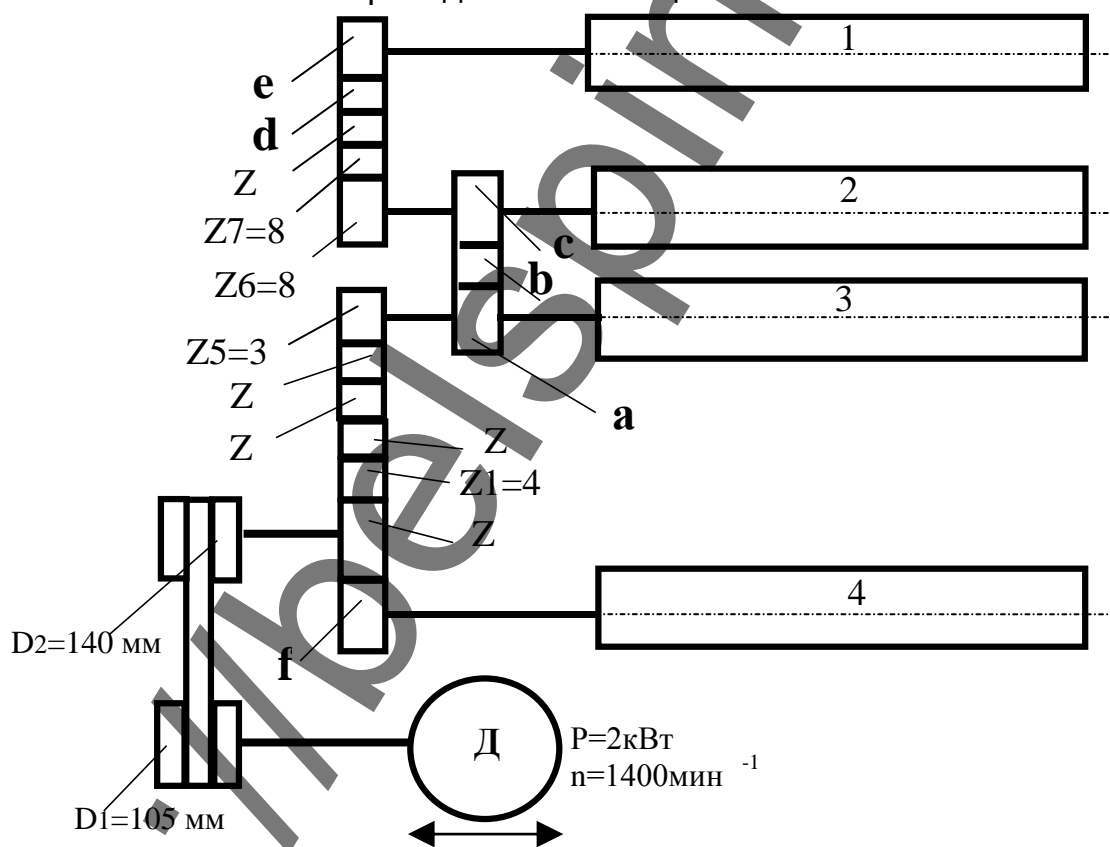 1
e
d
Z
2
Z7=8
c
Z6=8
b
3
Z5=3
Z
a
Z
Z
Z1=4
Z
4
D2=140 мм
f
Д
P=2кВт
n=1400мин -1
D1=105 мм
//belspin